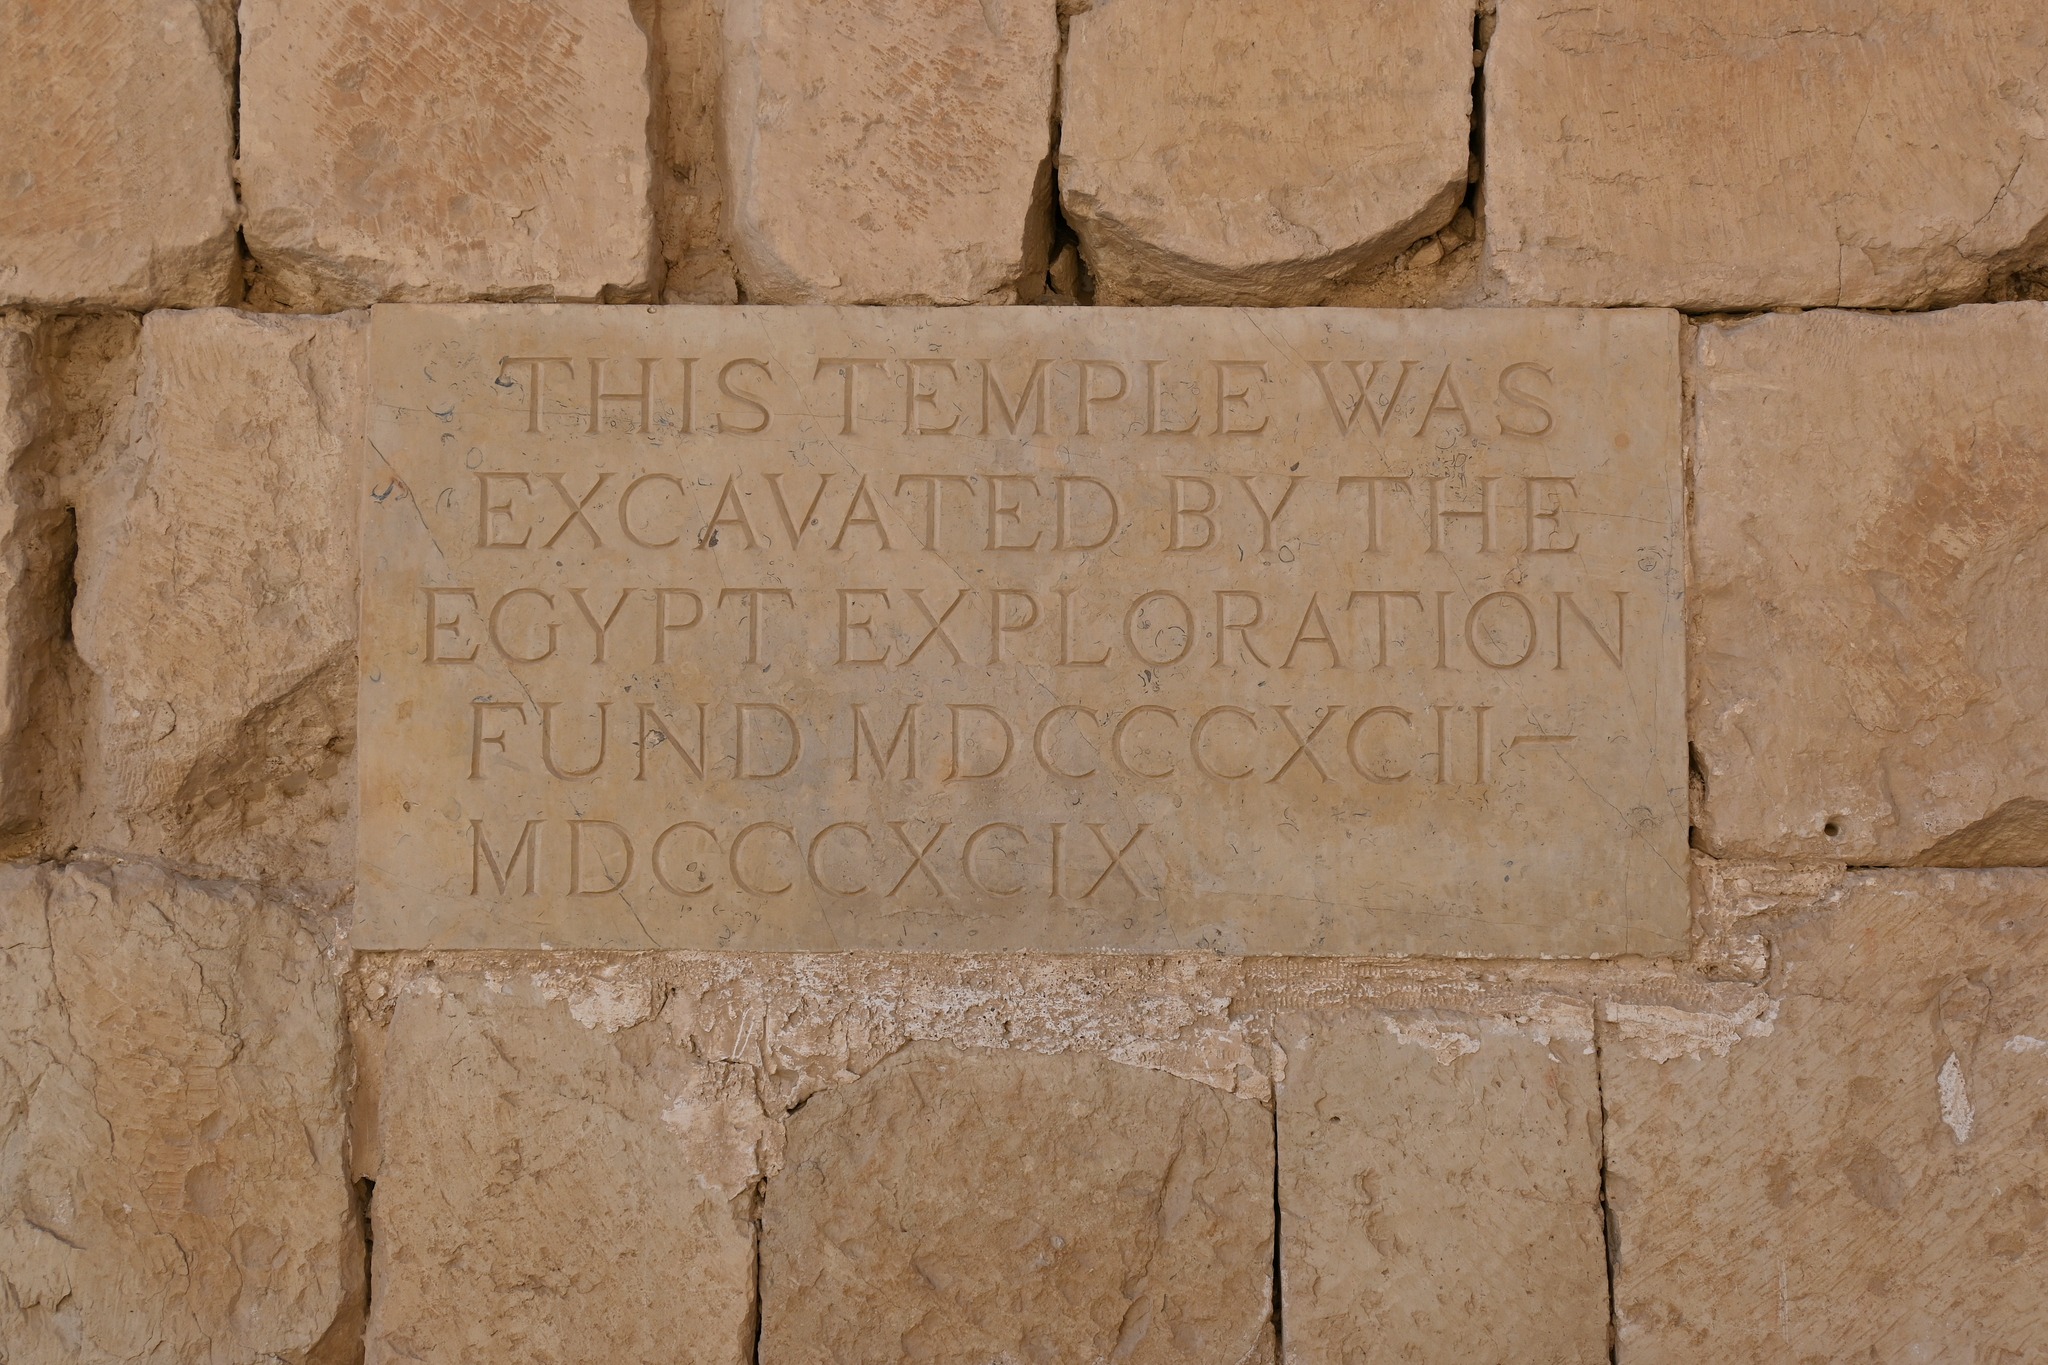 THIS TEMPLE WAS
EXCAVATED BY THE
EGYPT EXPLORATION
FUND MDCCCXCII–
MDCCCXCIX